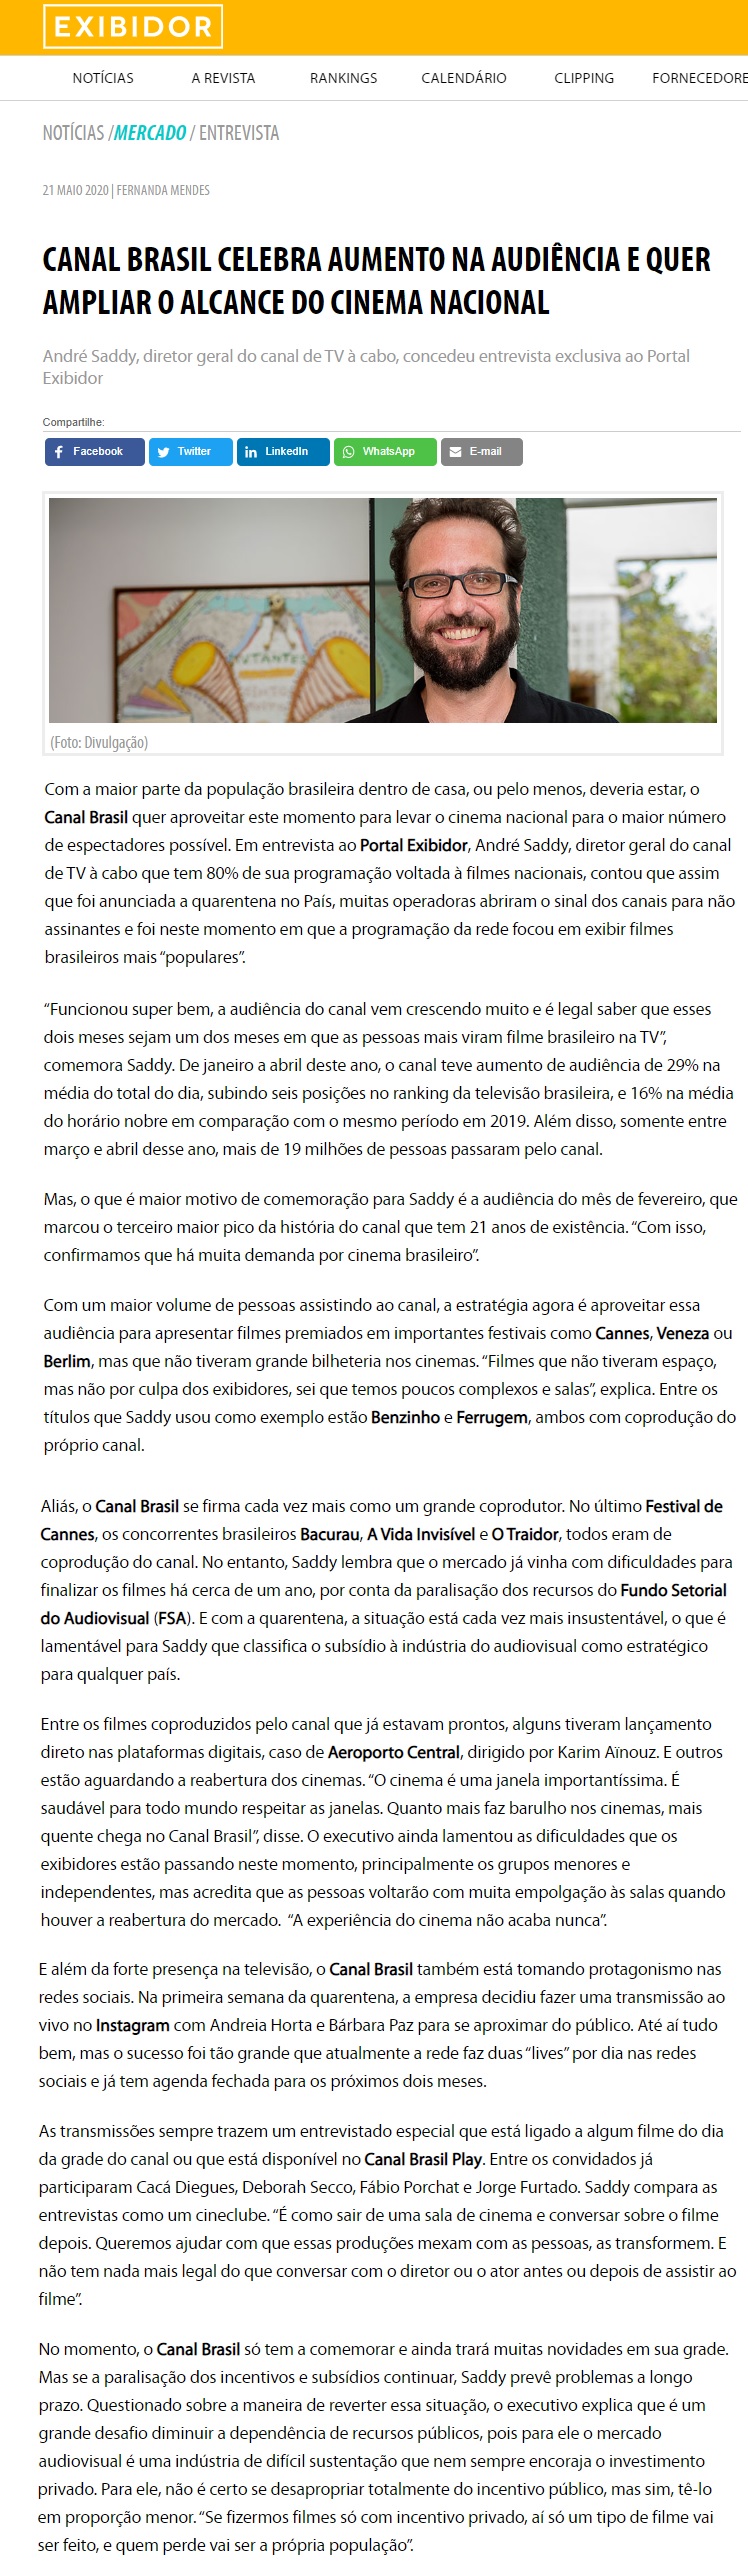 EXIBIDOR
NOTÍCIAS A REVISTA RANKINGS CALENDÁRIO CLIPPING FORNECEDORE
NOTÍCIAS /MERCADO / ENTREVISTA
21 MAIO 2020 | FERNANDA MENDES
CANAL BRASIL CELEBRA AUMENTO NA AUDIÊNCIA E QUER
AMPLIAR O ALCANCE DO CINEMA NACIONAL
André Saddy, diretor geral do canal de TV à cabo, concedeu entrevista exclusiva ao Portal
Exibidor
Compartilhe:
Facebook Twitter LinkedIn WhatsApp E-mail
(Foto: Divulgação)
Com a maior parte da população brasileira dentro de casa, ou pelo menos, deveria estar, o
Canal Brasil quer aproveitar este momento para levar o cinema nacional para o maior número
de espectadores possível. Em entrevista ao Portal Exibidor, André Saddy, diretor geral do canal
de TV à cabo que tem 80% de sua programação voltada à filmes nacionais, contou que assim
que foi anunciada a quarentena no País, muitas operadoras abriram o sinal dos canais para não
assinantes e foi neste momento em que a programação da rede focou em exibir filmes
brasileiros mais “populares”.
“Funcionou super bem, a audiência do canal vem crescendo muito e é legal saber que esses
dois meses sejam um dos meses em que as pessoas mais viram filme brasileiro na TV”,
comemora Saddy. De janeiro a abril deste ano, o canal teve aumento de audiência de 29% na
média do total do dia, subindo seis posições no ranking da televisão brasileira, e 16% na média
do horário nobre em comparação com o mesmo período em 2019. Além disso, somente entre
março e abril desse ano, mais de 19 milhões de pessoas passaram pelo canal.
Mas, o que é maior motivo de comemoração para Saddy é a audiência do mês de fevereiro, que
marcou o terceiro maior pico da história do canal que tem 21 anos de existência. “Com isso,
confirmamos que há muita demanda por cinema brasileiro”.
Com um maior volume de pessoas assistindo ao canal, a estratégia agora é aproveitar essa
audiência para apresentar filmes premiados em importantes festivais como Cannes, Veneza ou
Berlim, mas que não tiveram grande bilheteria nos cinemas. “Filmes que não tiveram espaço,
mas não por culpa dos exibidores, sei que temos poucos complexos e salas”, explica. Entre os
títulos que Saddy usou como exemplo estão Benzinho e Ferrugem, ambos com coprodução do
próprio canal.
Aliás, o Canal Brasil se firma cada vez mais como um grande coprodutor. No último Festival de
Cannes, os concorrentes brasileiros Bacurau, A Vida Invisível e O Traidor, todos eram de
coprodução do canal. No entanto, Saddy lembra que o mercado já vinha com dificuldades para
finalizar os filmes há cerca de um ano, por conta da paralisação dos recursos do Fundo Setorial
do Audiovisual (FSA). E com a quarentena, a situação está cada vez mais insustentável, o que é
lamentável para Saddy que classifica o subsídio à indústria do audiovisual como estratégico
para qualquer país.
Entre os filmes coproduzidos pelo canal que já estavam prontos, alguns tiveram lançamento
direto nas plataformas digitais, caso de Aeroporto Central, dirigido por Karim Aïnouz. E outros
estão aguardando a reabertura dos cinemas. “O cinema é uma janela importantíssima. É
saudável para todo mundo respeitar as janelas. Quanto mais faz barulho nos cinemas, mais
quente chega no Canal Brasil”, disse. O executivo ainda lamentou as dificuldades que os
exibidores estão passando neste momento, principalmente os grupos menores e
independentes, mas acredita que as pessoas voltarão com muita empolgação às salas quando
houver a reabertura do mercado. “A experiência do cinema não acaba nunca”.
E além da forte presença na televisão, o Canal Brasil também está tomando protagonismo nas
redes sociais. Na primeira semana da quarentena, a empresa decidiu fazer uma transmissão ao
vivo no Instagram com Andreia Horta e Bárbara Paz para se aproximar do público. Até aí tudo
bem, mas o sucesso foi tão grande que atualmente a rede faz duas “lives” por dia nas redes
sociais e já tem agenda fechada para os próximos dois meses.
As transmissões sempre trazem um entrevistado especial que está ligado a algum filme do dia
da grade do canal ou que está disponível no Canal Brasil Play. Entre os convidados já
participaram Cacá Diegues, Deborah Secco, Fábio Porchat e Jorge Furtado. Saddy compara as
entrevistas como um cineclube. “É como sair de uma sala de cinema e conversar sobre o filme
depois. Queremos ajudar com que essas produções mexam com as pessoas, as transformem. E
não tem nada mais legal do que conversar com o diretor ou o ator antes ou depois de assistir ao
filme”.
No momento, o Canal Brasil só tem a comemorar e ainda trará muitas novidades em sua grade.
Mas se a paralisação dos incentivos e subsídios continuar, Saddy prevê problemas a longo
prazo. Questionado sobre a maneira de reverter essa situação, o executivo explica que é um
grande desafio diminuir a dependência de recursos públicos, pois para ele o mercado
audiovisual é uma indústria de difícil sustentação que nem sempre encoraja o investimento
privado. Para ele, não é certo se desapropriar totalmente do incentivo público, mas sim, tê-lo
em proporção menor. “Se fizermos filmes só com incentivo privado, aí só um tipo de filme vai
ser feito, e quem perde vai ser a própria população”.